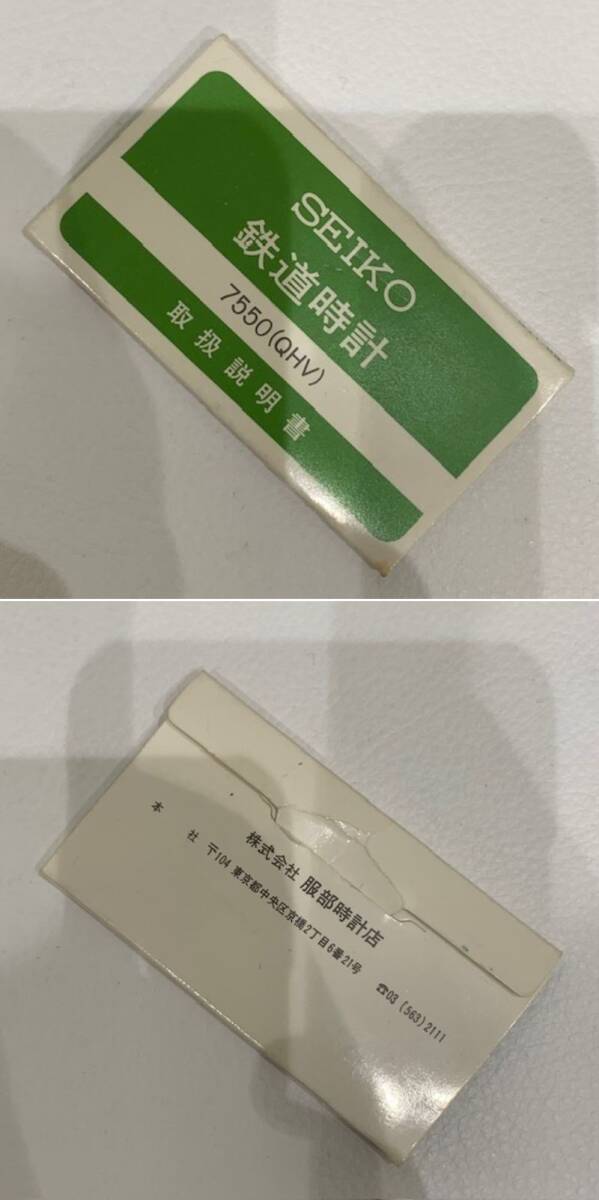 SEIKO
鉄道時計
7550(QHV)
取扱説明書
株式会社 服部時計店
本 社 〒104 東京都中央区京橋2丁目6番21号 ☎03 (563) 2111